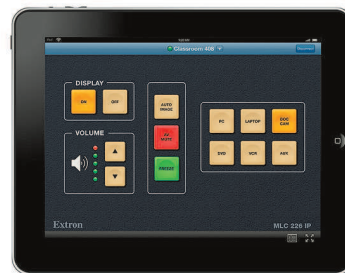 Classroom 408
DISPLAY
ON
OFF
VOLUME
AUTO
IMAGE
AV
MUTE
FREEZE
PC
LAPTOP
DOC
CAM
DVD
VCR
AUX
Extron
MLC 226 IP